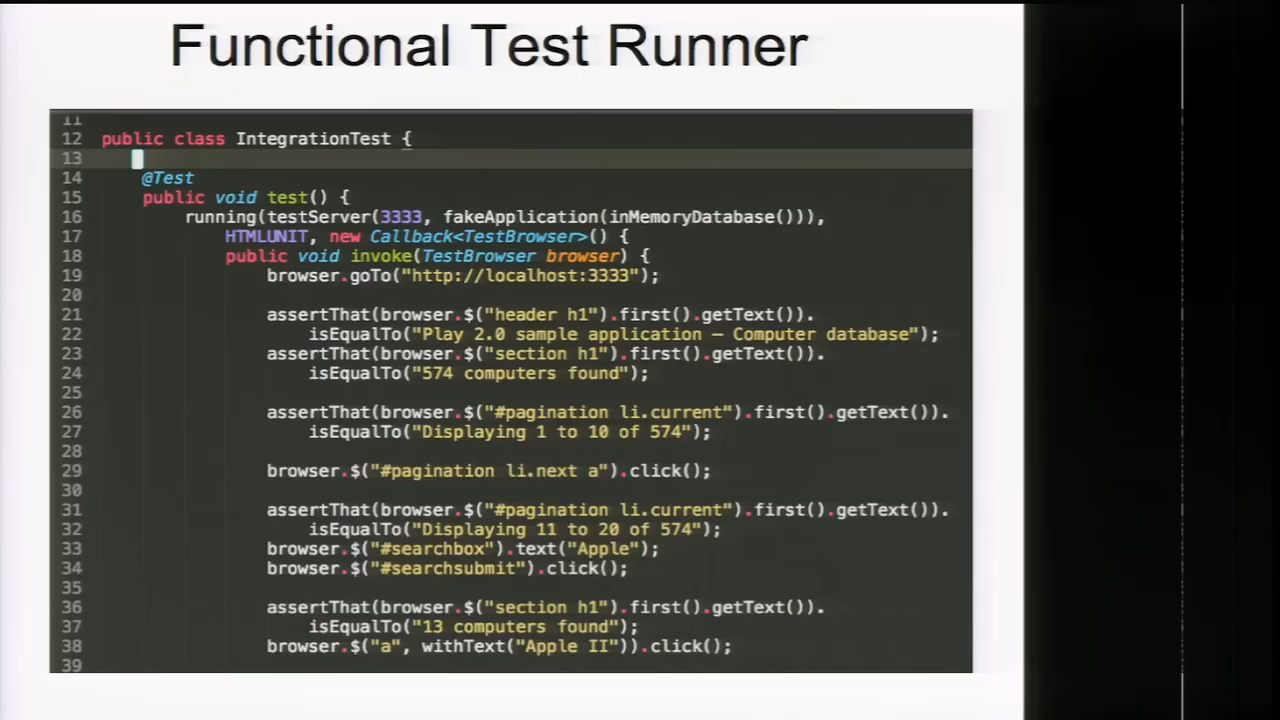 Functional Test Runner
11
12 public class IntegrationTest {
13
14 @Test
15 public void test() {
16 running(testServer(3333, fakeApplication(inMemoryDatabase())),
17 HTMLUNIT, new Callback<TestBrowser>() {
18 public void invoke(TestBrowser browser) {
19 browser.goTo("http://localhost:3333");
20
21 assertThat(browser.$("header h1").first().getText()).
22 isEqualTo("Play 2.0 sample application – Computer database");
23 assertThat(browser.$("section h1").first().getText()).
24 isEqualTo("574 computers found");
25
26 assertThat(browser.$("#pagination li.current").first().getText()).
27 isEqualTo("Displaying 1 to 10 of 574");
28
29 browser.$("#pagination li.next a").click();
30
31 assertThat(browser.$("#pagination li.current").first().getText()).
32 isEqualTo("Displaying 11 to 20 of 574");
33 browser.$("#searchbox").text("Apple");
34 browser.$("#searchsubmit").click();
35
36 assertThat(browser.$("section h1").first().getText()).
37 isEqualTo("13 computers found");
38 browser.$("a", withText("Apple II")).click();
39